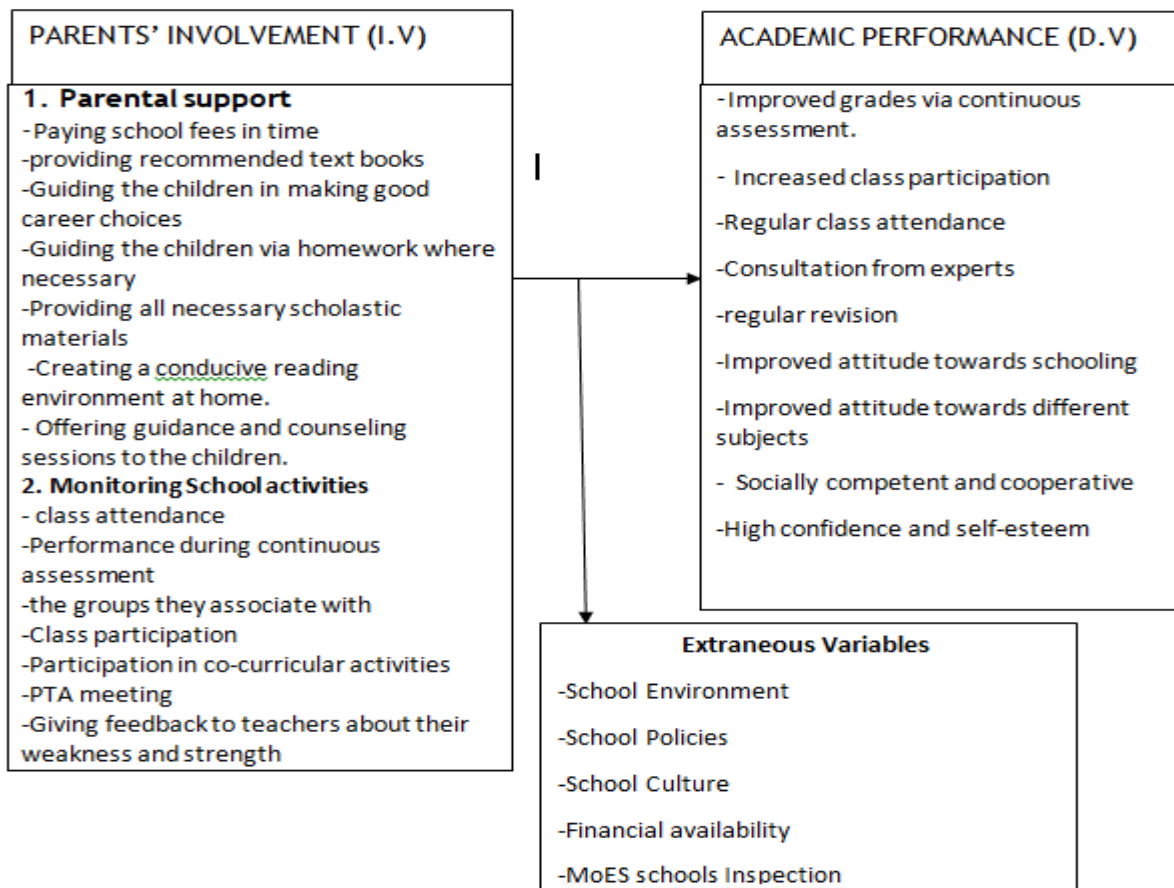 PARENTS’ INVOLVEMENT (I.V)
1. Parental support
-Paying school fees in time
-providing recommended text books
-Guiding the children in making good
career choices
-Guiding the children via homework where
necessary
-Providing all necessary scholastic
materials
-Creating a conducive reading
environment at home.
- Offering guidance and counseling
sessions to the children.
2. Monitoring School activities
- class attendance
-Performance during continuous
assessment
-the groups they associate with
-Class participation
-Participation in co-curricular activities
-PTA meeting
-Giving feedback to teachers about their
weakness and strength
ACADEMIC PERFORMANCE (D.V)
-Improved grades via continuous
assessment.
- Increased class participation
-Regular class attendance
-Consultation from experts
-regular revision
-Improved attitude towards schooling
-Improved attitude towards different
subjects
- Socially competent and cooperative
-High confidence and self-esteem
Extraneous Variables
-School Environment
-School Policies
-School Culture
-Financial availability
-MoES schools Inspection